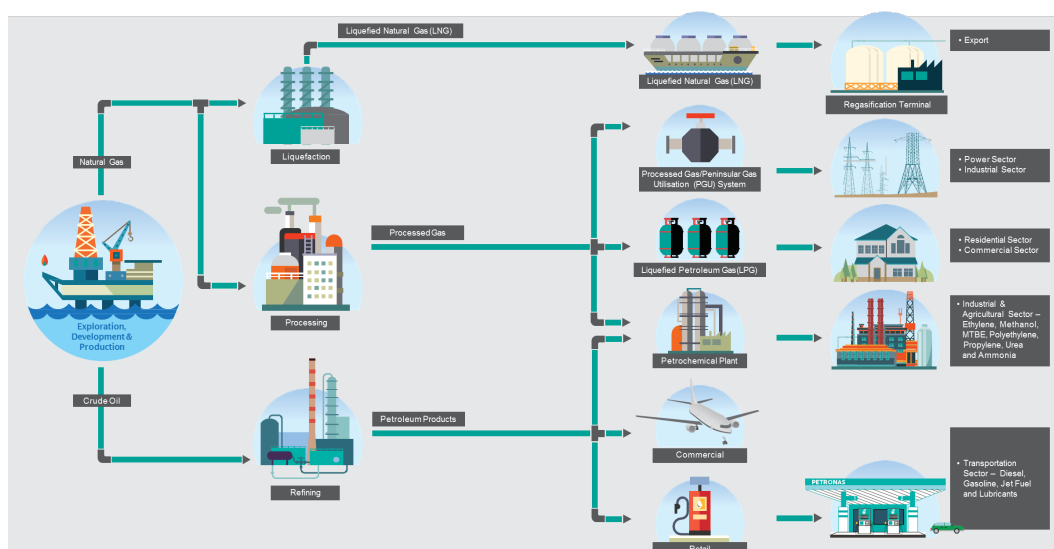 Liquefied Natural Gas (LNG)
Liquefied Natural Gas (LNG)
Regasification Terminal
• Export
Natural Gas
Liquefaction
Processed Gas/Peninsular Gas
Utilisation (PGU) System
• Power Sector
• Industrial Sector
Exploration,
Development &
Production
Processing
Processed Gas
Liquefied Petroleum Gas (LPG)
• Residential Sector
• Commercial Sector
Petrochemical Plant
• Industrial &
Agricultural Sector –
Ethylene, Methanol,
MTBE, Polyethylene,
Propylene, Urea
and Ammonia
Crude Oil
Refining
Petroleum Products
Commercial
Retail
PETRONAS
• Transportation
Sector – Diesel,
Gasoline, Jet Fuel
and Lubricants